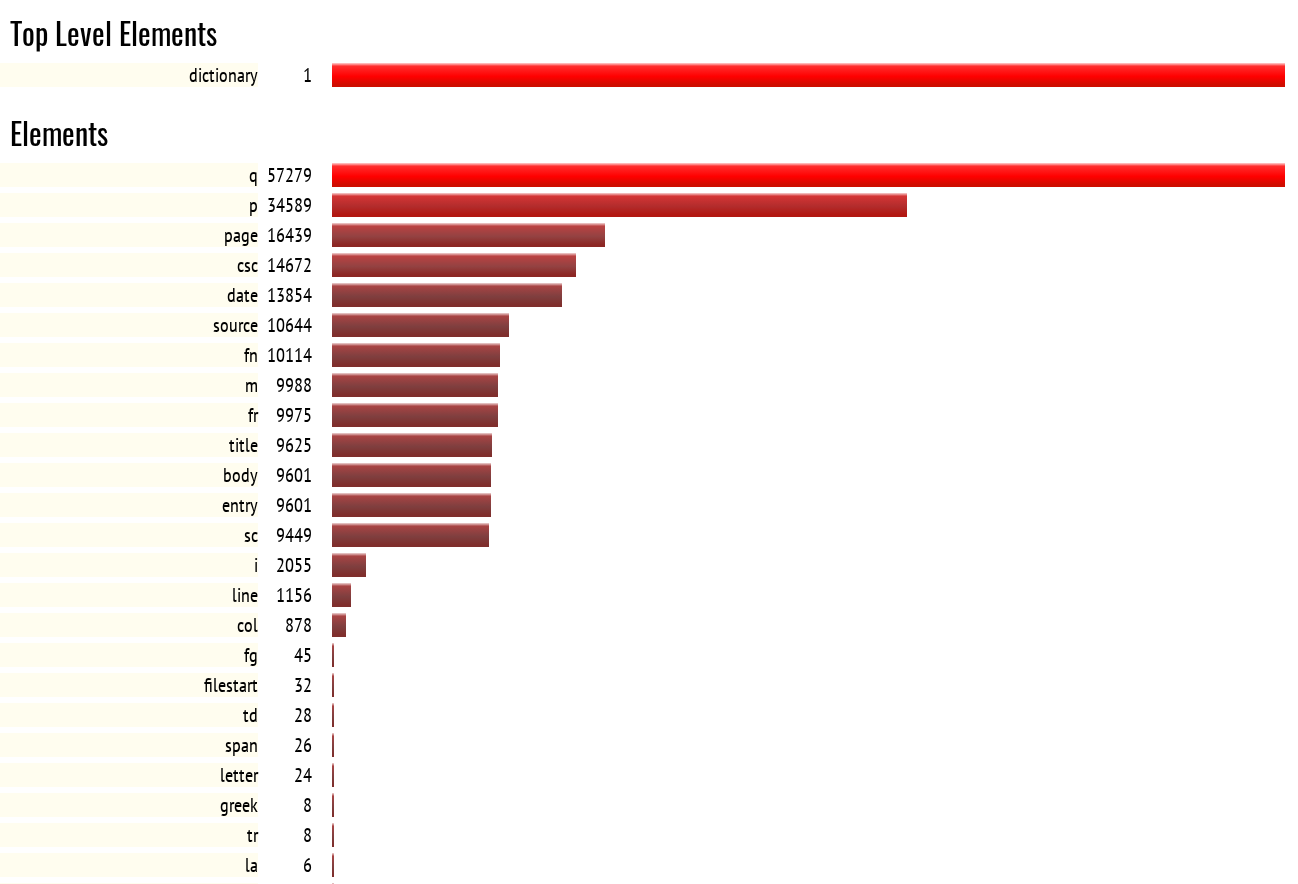 Top Level Elements
dictionary 1
Elements
q 57279
p 34589
page 16439
csc 14672
date 13854
source 10644
fn 10114
m 9988
fr 9975
title 9625
body 9601
entry 9601
sc 9449
i 2055
line 1156
col 878
fg 45
filestart 32
td 28
span 26
letter 24
greek 8
tr 8
la 6